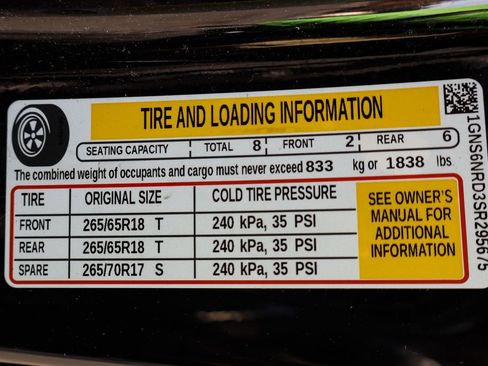 TIRE AND LOADING INFORMATION
SEATING CAPACITY TOTAL 8 FRONT 2 REAR 6
The combined weight of occupants and cargo must never exceed 833 kg or 1838 lbs.
TIRE ORIGINAL SIZE COLD TIRE PRESSURE
FRONT 265/65R18 T 240 kPa, 35 PSI
REAR 265/65R18 T 240 kPa, 35 PSI
SPARE 265/70R17 S 240 kPa, 35 PSI
SEE OWNER'S
MANUAL FOR
ADDITIONAL
INFORMATION
1GNS6NRD3SR295675